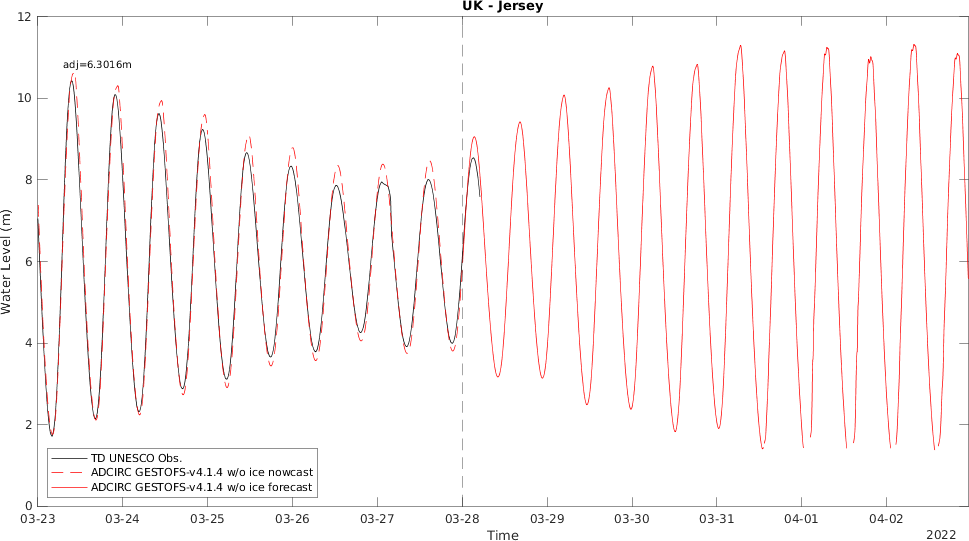 UK - Jersey
adj=6.3016m
12
10
8
6
4
2
0
Water Level (m)
TD UNESCO Obs.
ADCIRC GESTOFS-v4.1.4 w/o ice nowcast
ADCIRC GESTOFS-v4.1.4 w/o ice forecast
03-23 03-24 03-25 03-26 03-27 03-28 03-29 03-30 03-31 04-01 04-02
Time
2022